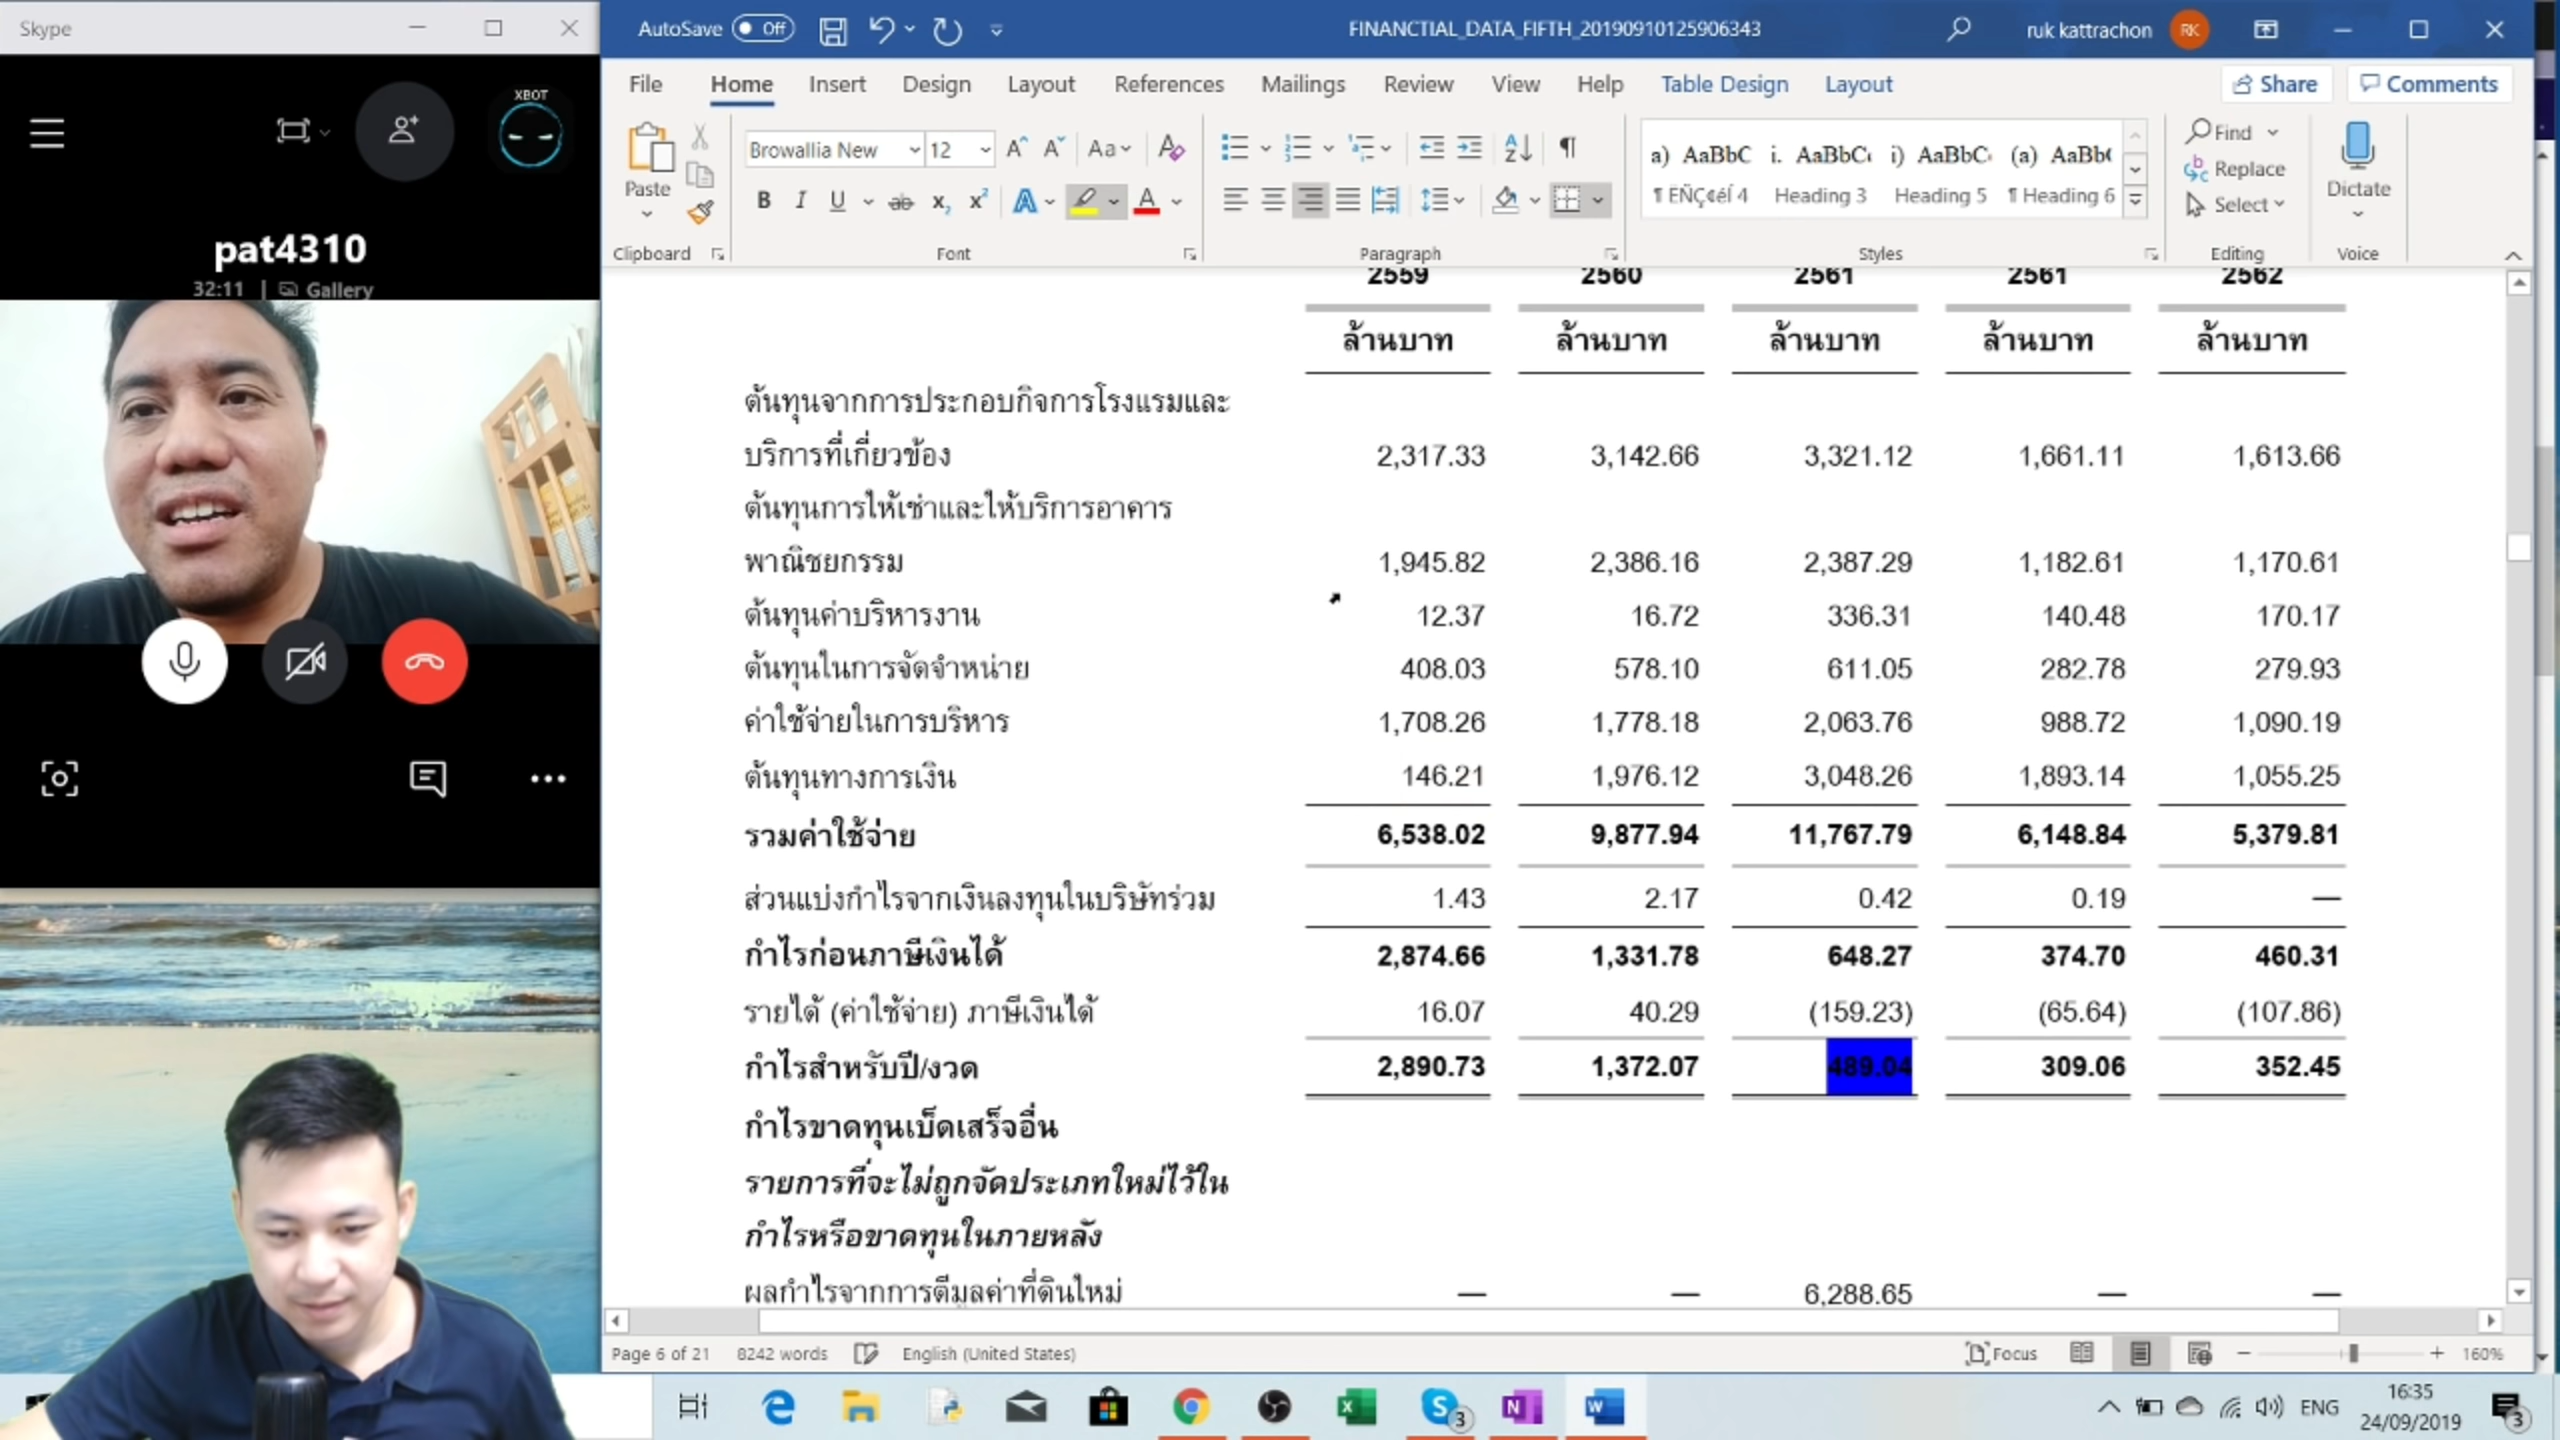 Skype
XBOT
pat4310
32:11 | Gallery
AutoSave Off
FINANCTIAL_DATA_FIFTH_20190910125906343
ruk kattrachon
RK
File Home Insert Design Layout References Mailings Review View Help Table Design Layout
Share
Comments
Paste
Clipboard
Browallia New 12
Aa
B I U ab x₂ x²
A
Font
Paragraph
a) AaBbC i. AaBbC i) AaBbC (a) AaBb
¶ ËÑÇ¢éÍ 4 Heading 3 Heading 5 ¶ Heading 6
Styles
Find
Replace
Select
Editing
Dictate
Voice
2559 2560 2561 2561 2562
ล้านบาท ล้านบาท ล้านบาท ล้านบาท ล้านบาท
ต้นทุนจากการประกอบกิจการโรงแรมและ
บริการที่เกี่ยวข้อง 2,317.33 3,142.66 3,321.12 1,661.11 1,613.66
ต้นทุนการให้เช่าและให้บริการอาคาร
พาณิชยกรรม 1,945.82 2,386.16 2,387.29 1,182.61 1,170.61
ต้นทุนค่าบริหารงาน 12.37 16.72 336.31 140.48 170.17
ต้นทุนในการจัดจำหน่าย 408.03 578.10 611.05 282.78 279.93
ค่าใช้จ่ายในการบริหาร 1,708.26 1,778.18 2,063.76 988.72 1,090.19
ต้นทุนทางการเงิน 146.21 1,976.12 3,048.26 1,893.14 1,055.25
รวมค่าใช้จ่าย 6,538.02 9,877.94 11,767.79 6,148.84 5,379.81
ส่วนแบ่งกำไรจากเงินลงทุนในบริษัทร่วม 1.43 2.17 0.42 0.19 —
กำไรก่อนภาษีเงินได้ 2,874.66 1,331.78 648.27 374.70 460.31
รายได้ (ค่าใช้จ่าย) ภาษีเงินได้ 16.07 40.29 (159.23) (65.64) (107.86)
กำไรสำหรับปี/งวด 2,890.73 1,372.07 489.04 309.06 352.45
กำไรขาดทุนเบ็ดเสร็จอื่น
รายการที่จะไม่ถูกจัดประเภทใหม่ไว้ใน
กำไรหรือขาดทุนในภายหลัง
ผลกำไรจากการตีมูลค่าที่ดินใหม่ — — 6,288.65 — —
Page 6 of 21 8242 words English (United States)
Focus
160%
3
ENG
16:35
24/09/2019
3